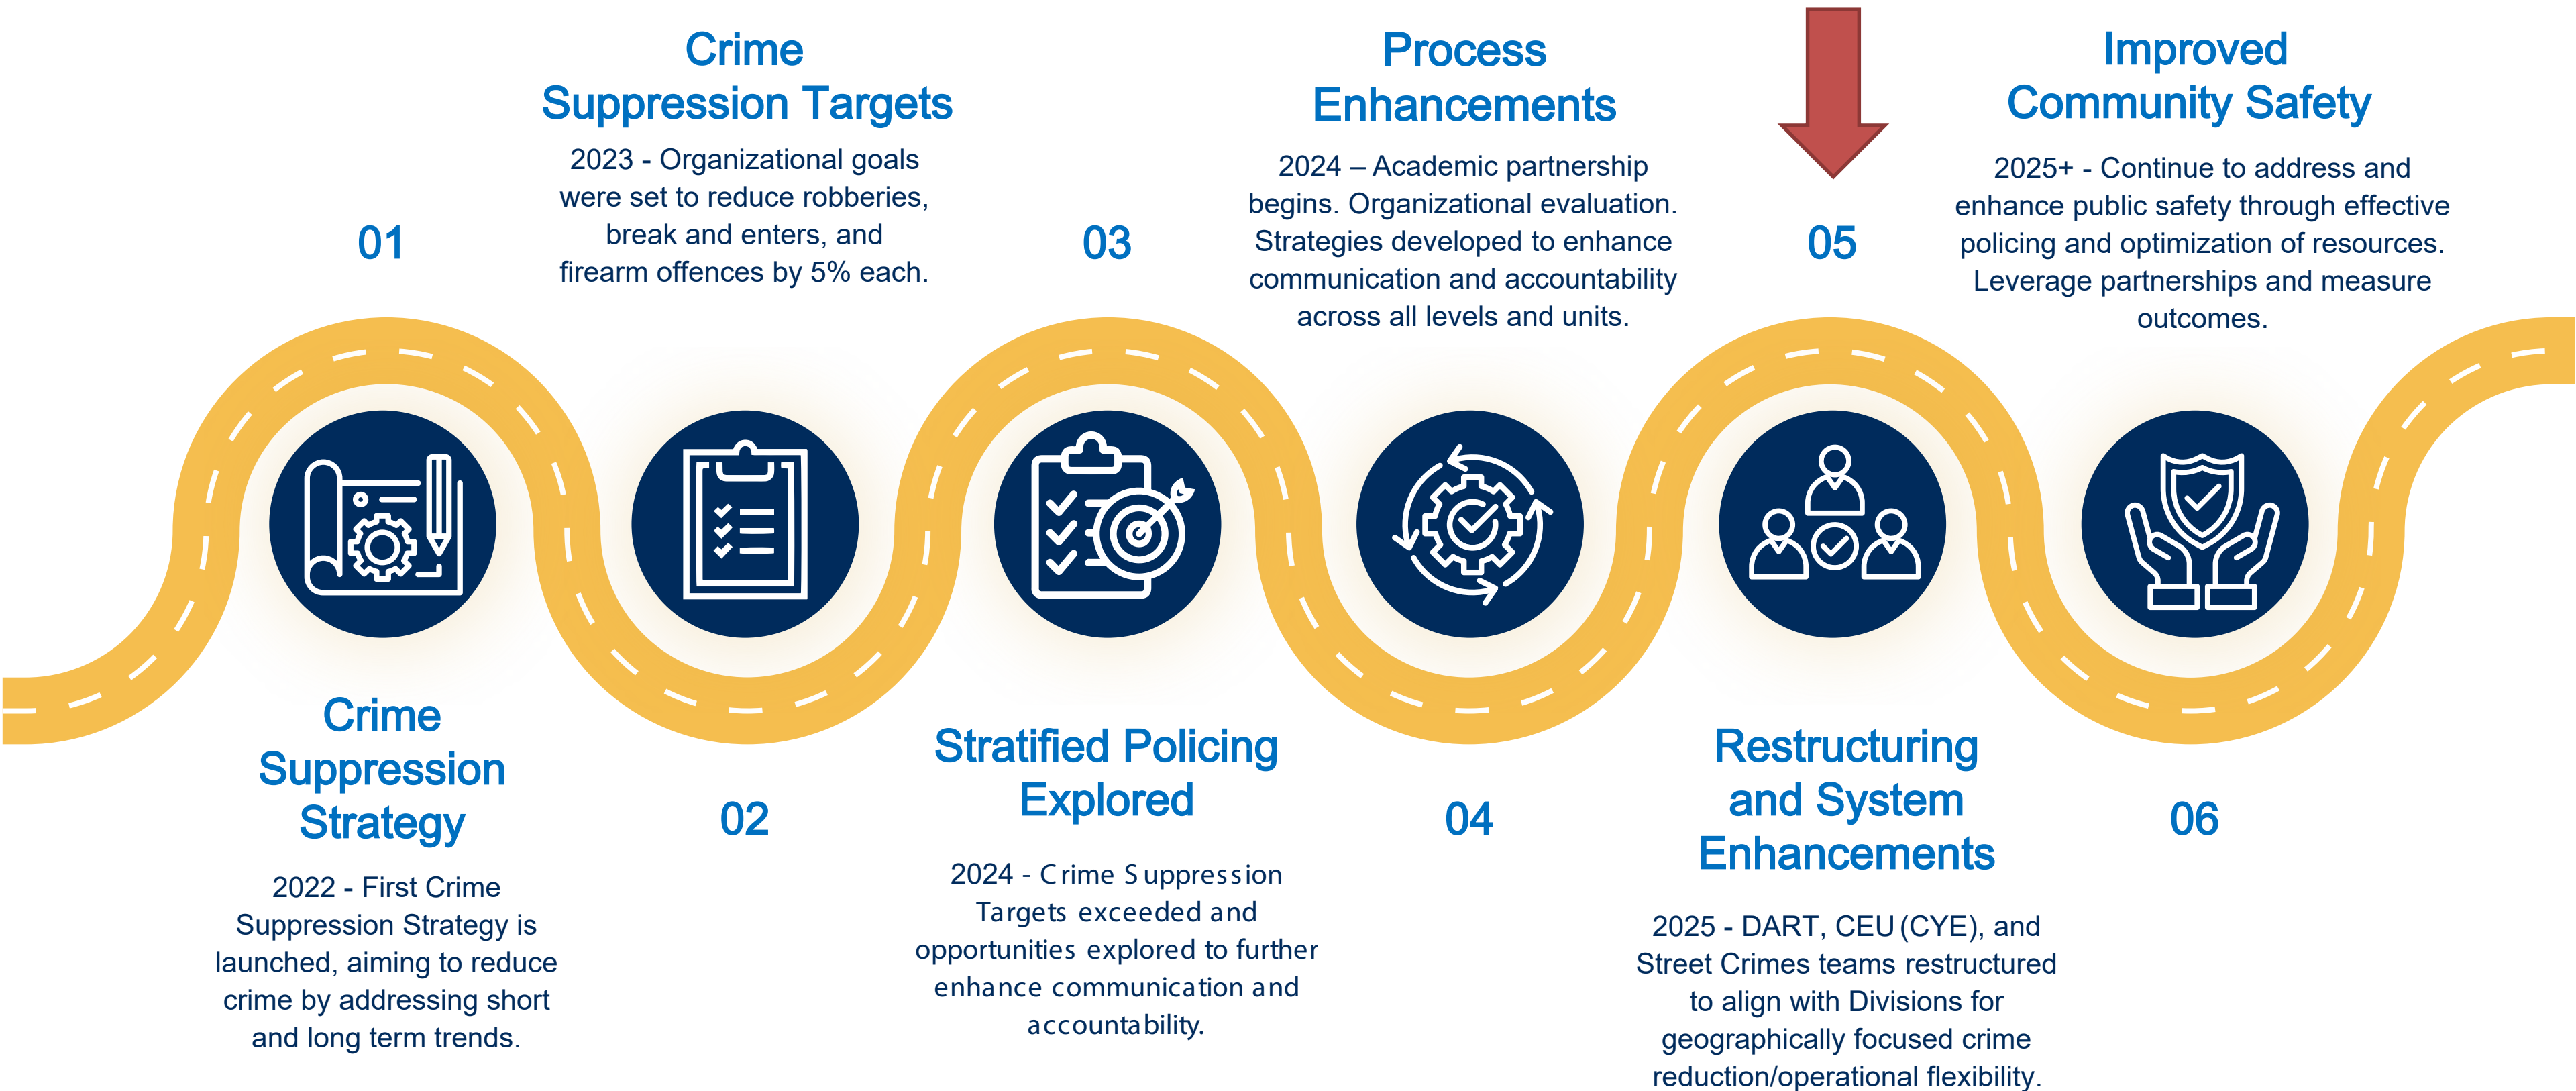 01
Crime
Suppression
Strategy
2022 - First Crime
Suppression Strategy is
launched, aiming to reduce
crime by addressing short
and long term trends.
Crime
Suppression Targets
2023 - Organizational goals
were set to reduce robberies,
break and enters, and
firearm offences by 5% each.
02
03
Stratified Policing
Explored
2024 - Crime Suppression
Targets exceeded and
opportunities explored to further
enhance communication and
accountability.
Process
Enhancements
2024 – Academic partnership
begins. Organizational evaluation.
Strategies developed to enhance
communication and accountability
across all levels and units.
04
05
Restructuring
and System
Enhancements
2025 - DART, CEU (CYE), and
Street Crimes teams restructured
to align with Divisions for
geographically focused crime
reduction/operational flexibility.
Improved
Community Safety
2025+ - Continue to address and
enhance public safety through effective
policing and optimization of resources.
Leverage partnerships and measure
outcomes.
06